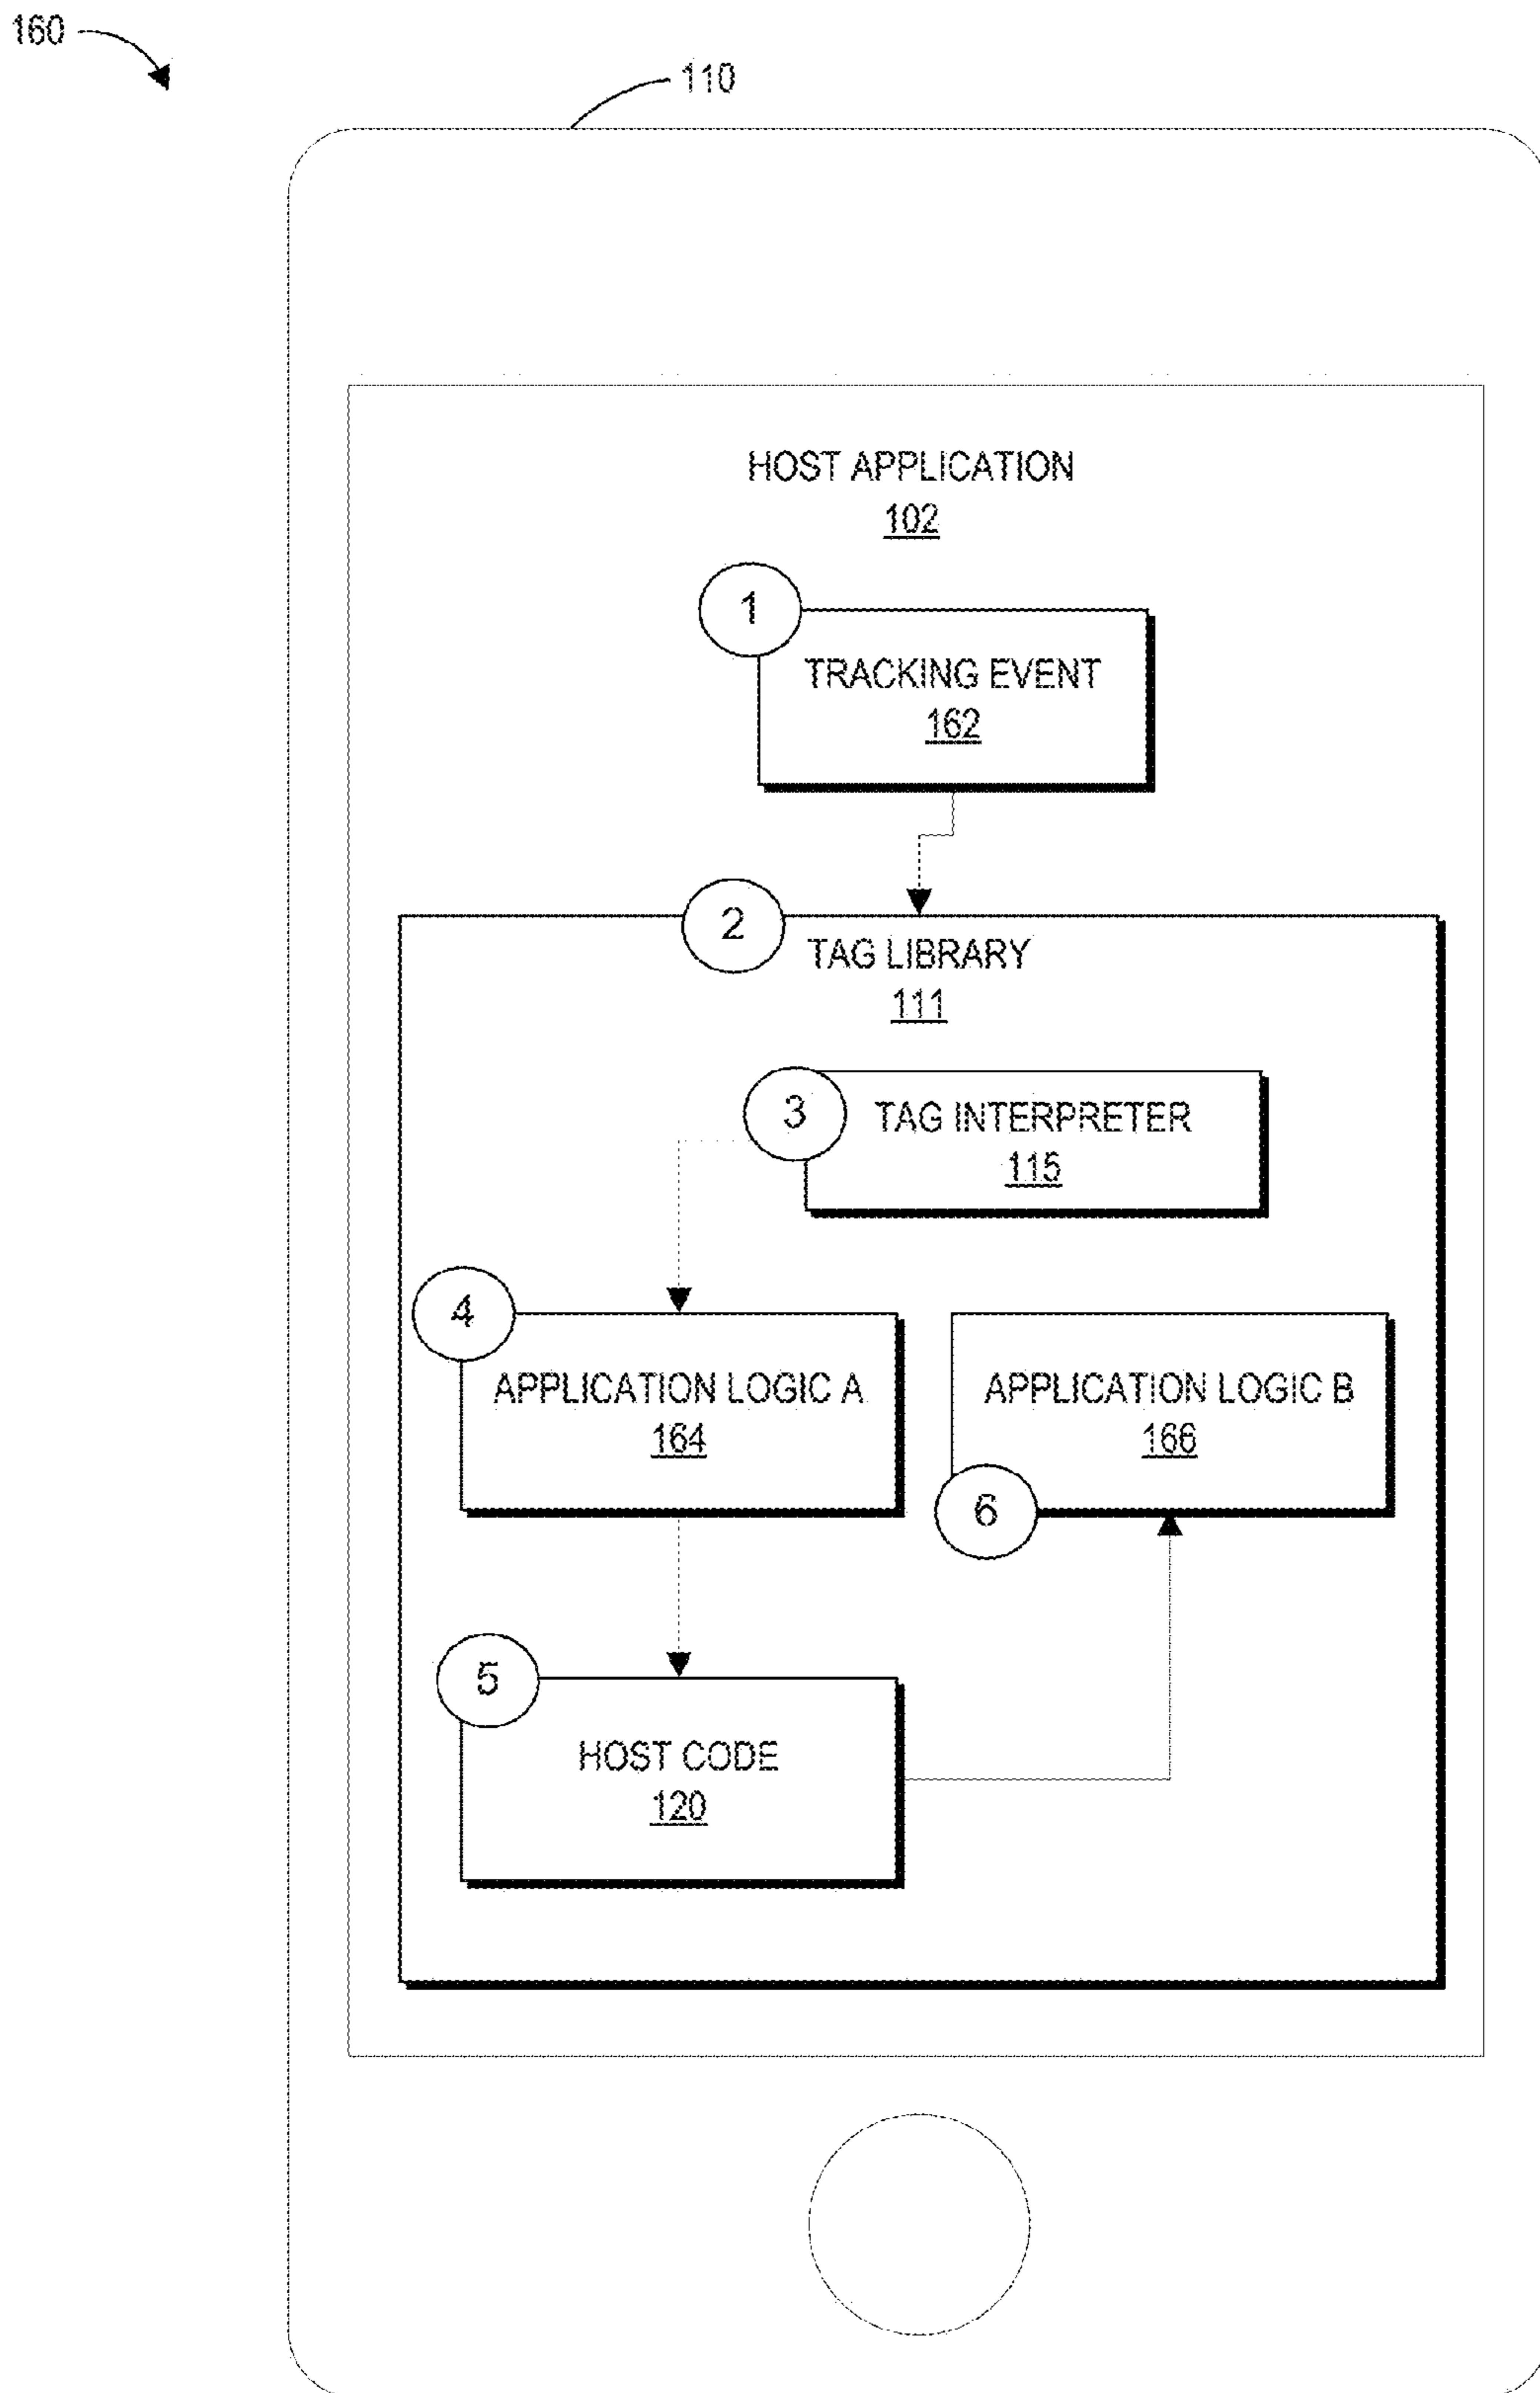 160
110
HOST APPLICATION
102
1
TRACKING EVENT
162
2
TAG LIBRARY
111
3
TAG INTERPRETER
115
4
APPLICATION LOGIC A
164
APPLICATION LOGIC B
166
6
5
HOST CODE
120